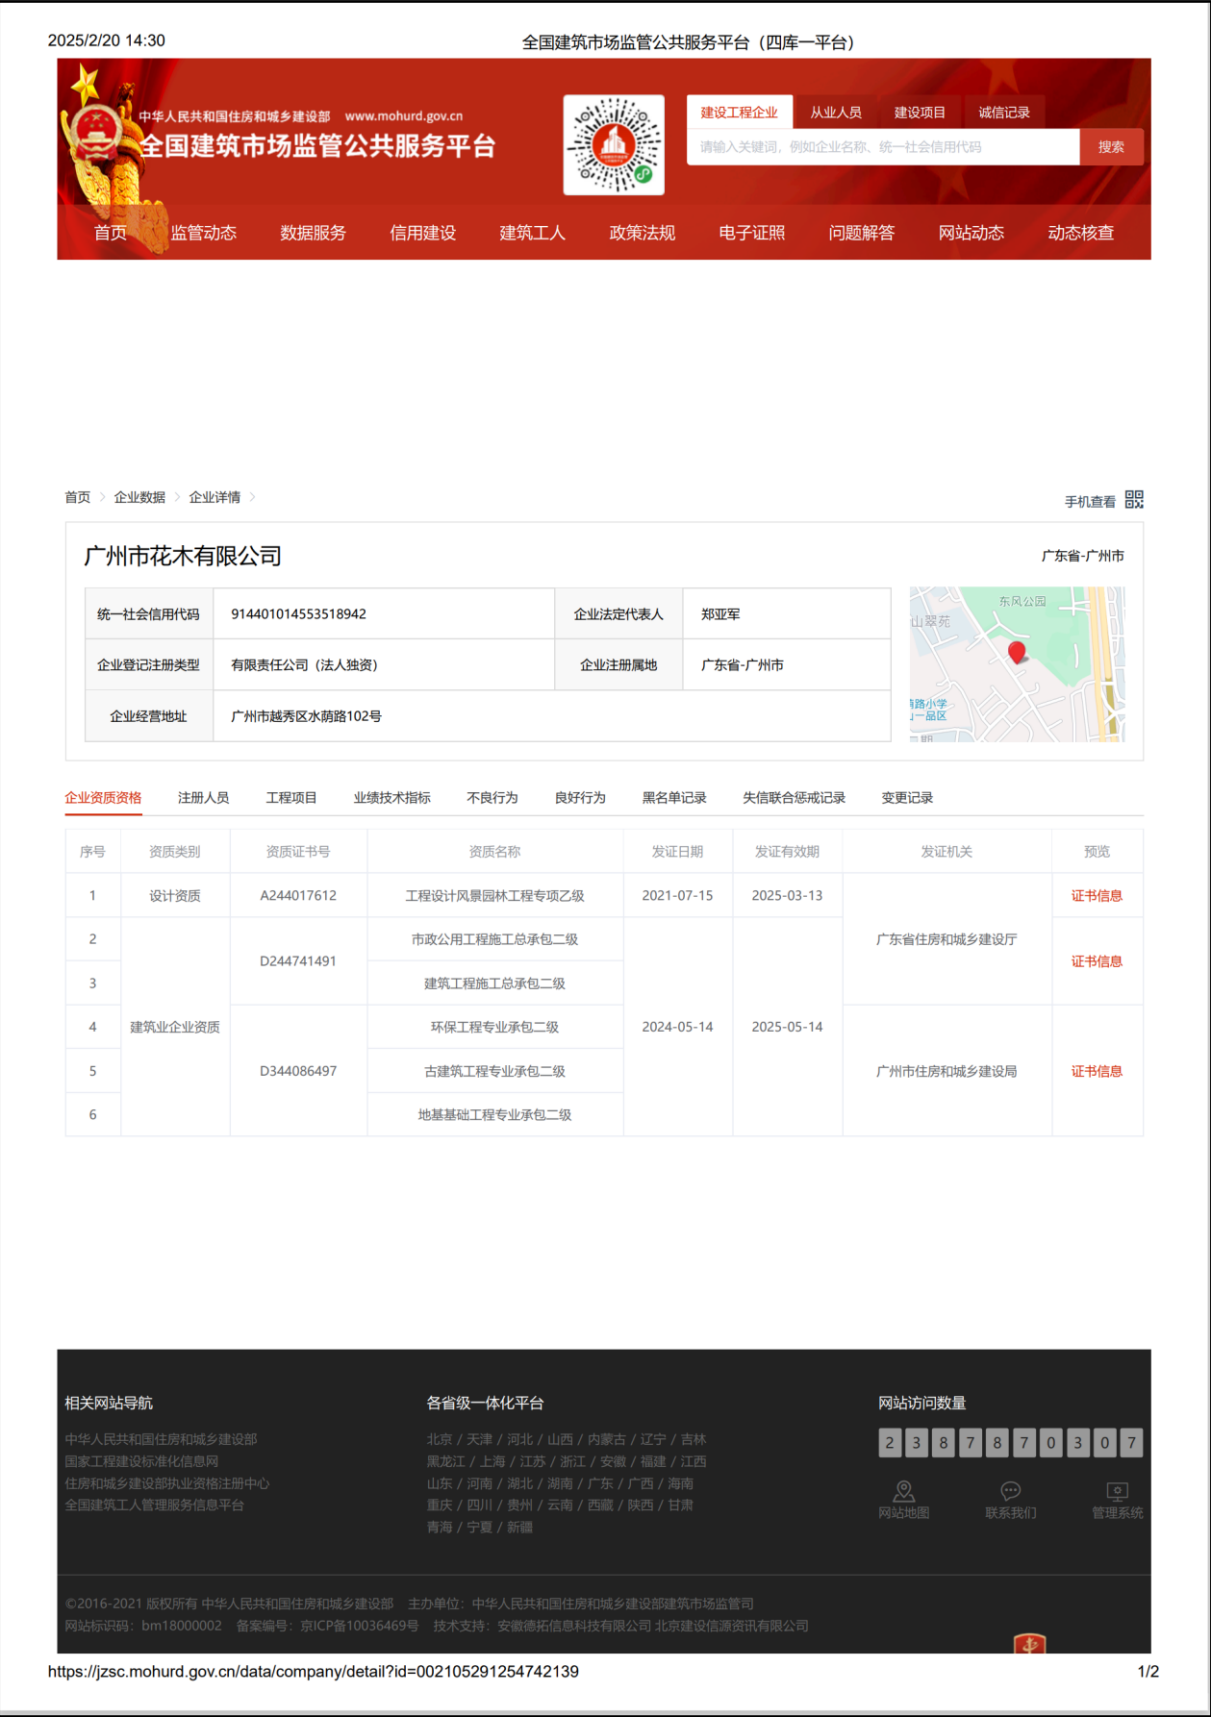 2025/2/20 14:30
全国建筑市场监管公共服务平台（四库一平台）
中华人民共和国住房和城乡建设部 www.mohurd.gov.cn
全国建筑市场监管公共服务平台
建设工程企业 从业人员 建设项目 诚信记录
请输入关键词，例如企业名称、统一社会信用代码 搜索
首页 监管动态 数据服务 信用建设 建筑工人 政策法规 电子证照 问题解答 网站动态 动态核查
首页 > 企业数据 > 企业详情 >
手机查看
广州市花木有限公司
广东省-广州市
统一社会信用代码 914401014553518942 企业法定代表人 郑亚军
企业登记注册类型 有限责任公司（法人独资） 企业注册属地 广东省-广州市
企业经营地址 广州市越秀区水荫路102号
东风公园
山翠苑
路小学
一品区
企业资质资格 注册人员 工程项目 业绩技术指标 不良行为 良好行为 黑名单记录 失信联合惩戒记录 变更记录
序号 资质类别 资质证书号 资质名称 发证日期 发证有效期 发证机关 预览
1 设计资质 A244017612 工程设计风景园林工程专项乙级 2021-07-15 2025-03-13 广东省住房和城乡建设厅 证书信息
2 建筑业企业资质 D244741491 市政公用工程施工总承包二级 2024-05-14 2025-05-14 证书信息
3 建筑工程施工总承包二级
4 D344086497 环保工程专业承包二级 广州市住房和城乡建设局 证书信息
5 古建筑工程专业承包二级
6 地基基础工程专业承包二级
相关网站导航
中华人民共和国住房和城乡建设部
国家工程建设标准化信息网
住房和城乡建设部执业资格注册中心
全国建筑工人管理服务信息平台
各省级一体化平台
北京 / 天津 / 河北 / 山西 / 内蒙古 / 辽宁 / 吉林
黑龙江 / 上海 / 江苏 / 浙江 / 安徽 / 福建 / 江西
山东 / 河南 / 湖北 / 湖南 / 广东 / 广西 / 海南
重庆 / 四川 / 贵州 / 云南 / 西藏 / 陕西 / 甘肃
青海 / 宁夏 / 新疆
网站访问数量
2 3 8 7 8 7 0 3 0 7
网站地图 联系我们 管理系统
©2016-2021 版权所有 中华人民共和国住房和城乡建设部 主办单位：中华人民共和国住房和城乡建设部建筑市场监管司
网站标识码：bm18000002 备案编号：京ICP备10036469号 技术支持：安徽德拓信息科技有限公司 北京建设信源资讯有限公司
https://jzsc.mohurd.gov.cn/data/company/detail?id=002105291254742139
1/2